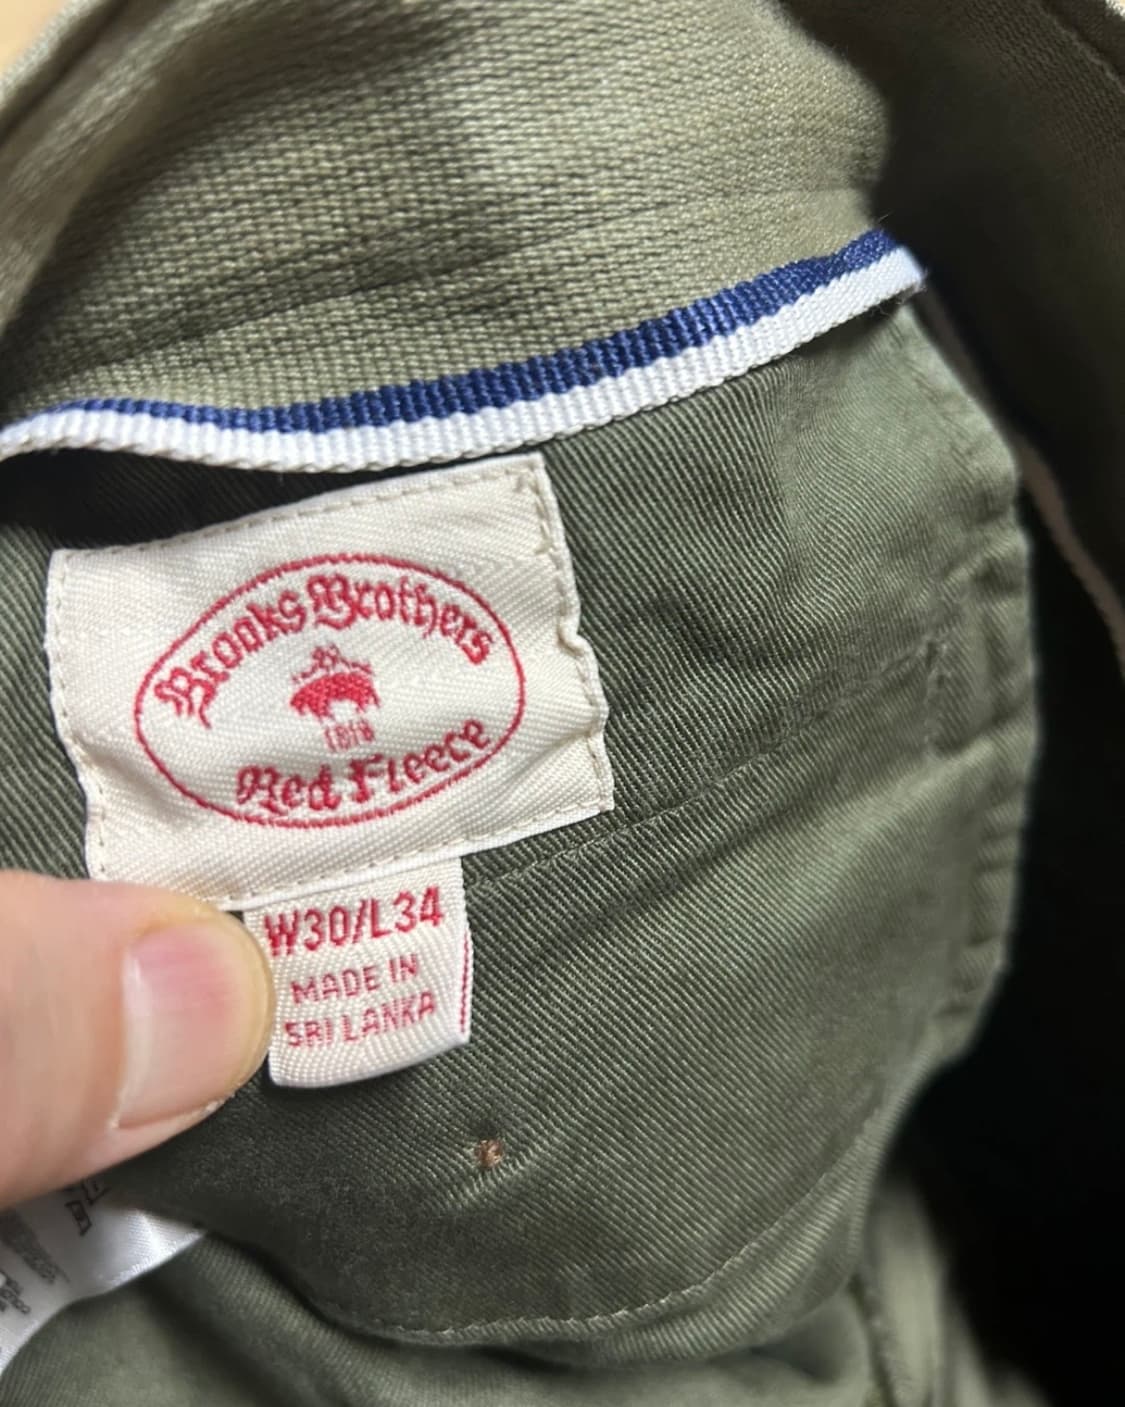 Brooks Brothers
1818
Red Fleece
W30/L34
MADE IN
SRI LANKA